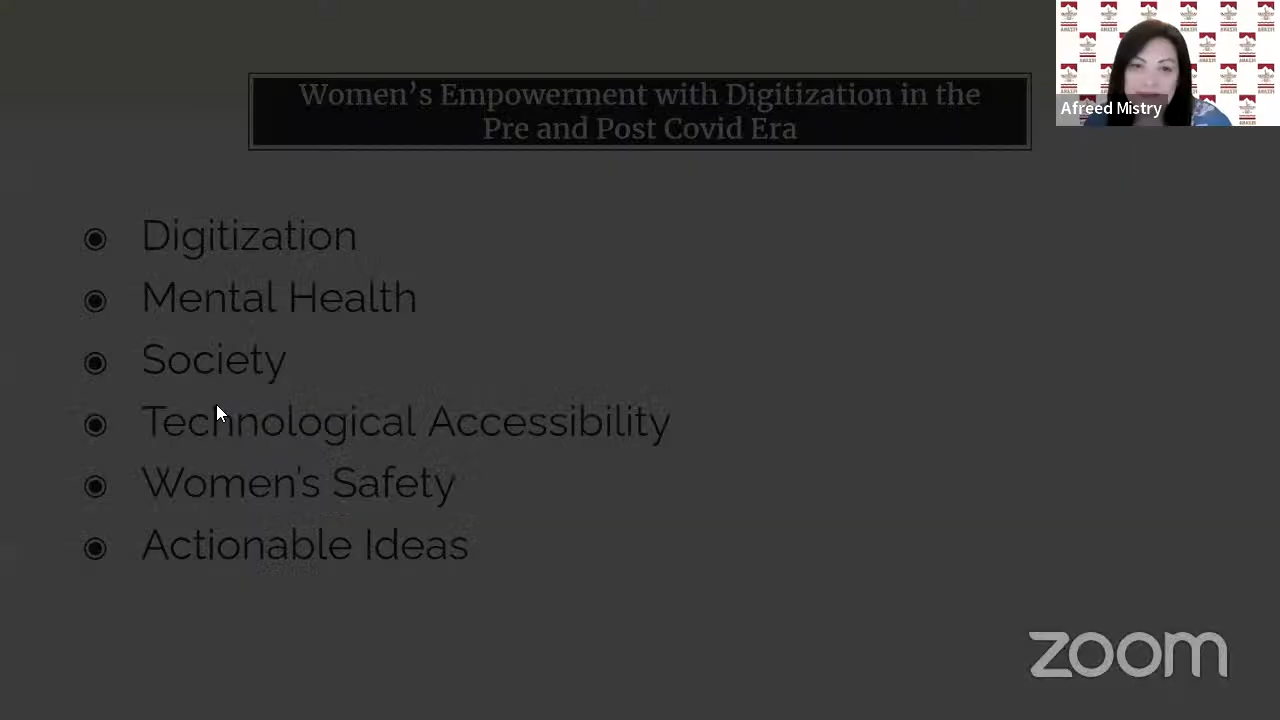 Women's Empowerment with Digitization in the
Pre and Post Covid Era
Afreed Mistry
Digitization
Mental Health
Society
Technological Accessibility
Women's Safety
Actionable Ideas
zoom